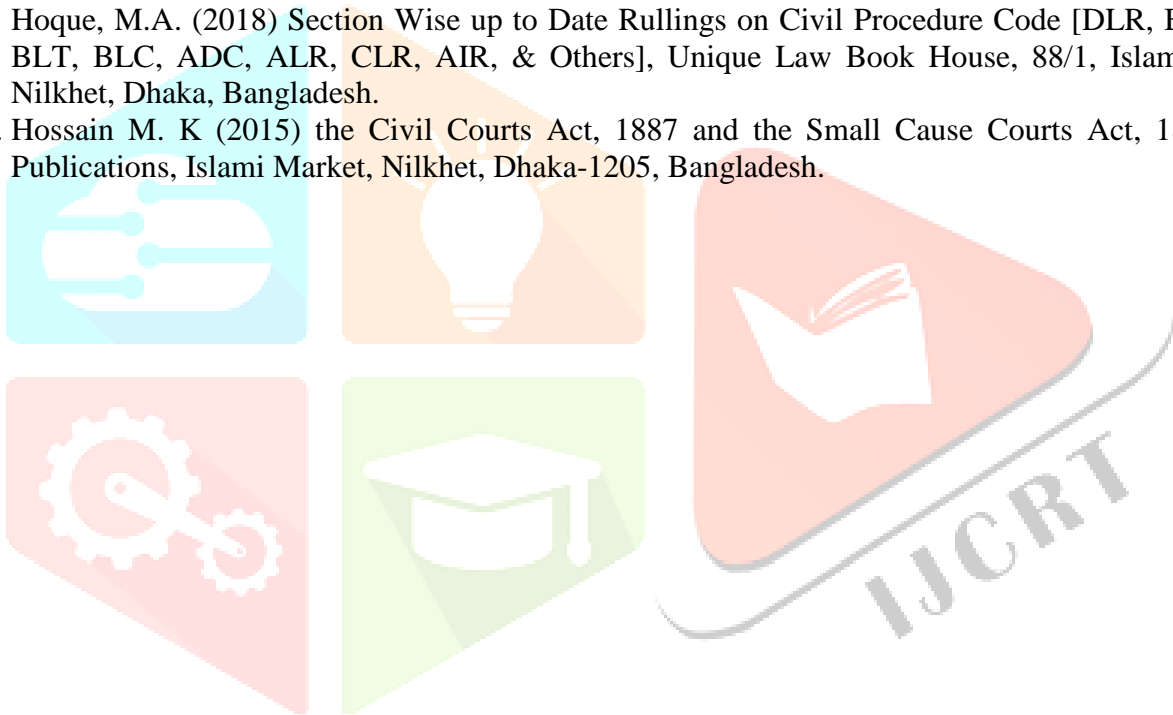 Hoque, M.A. (2018) Section Wise up to Date Rullings on Civil Procedure Code [DLR,
BLT, BLC, ADC, ALR, CLR, AIR, & Others], Unique Law Book House, 88/1,
Nilkhet, Dhaka, Bangladesh.
. Hossain M. K (2015) the Civil Courts Act, 1887 and the Small Cause Courts Act,
Publications, Islami Market, Nilkhet, Dhaka-1205, Bangladesh.
IJCRT